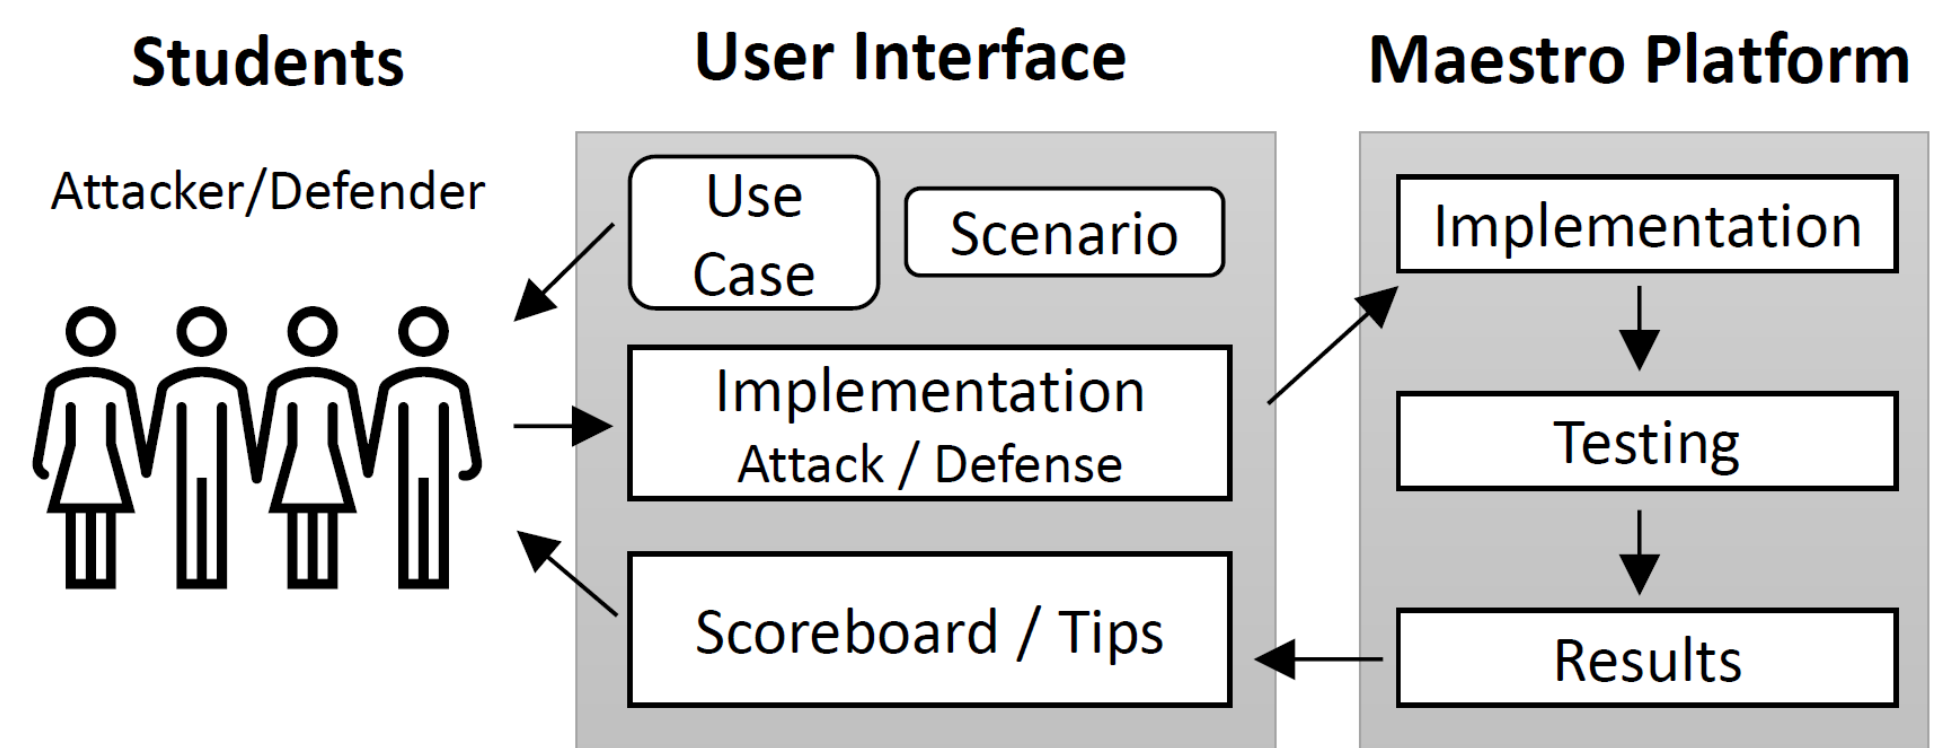 Students
Attacker/Defender
User Interface
Use
Case
Scenario
Implementation
Attack / Defense
Scoreboard / Tips
Maestro Platform
Implementation
Testing
Results